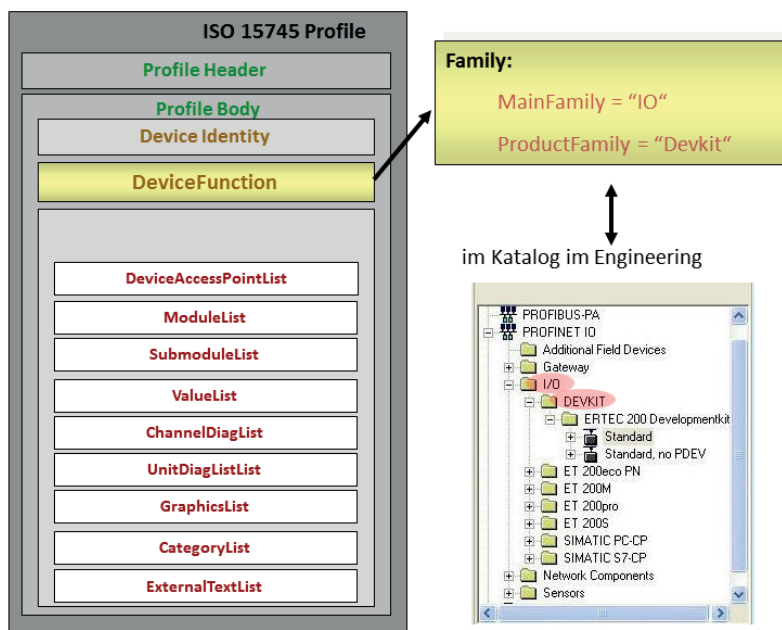 ISO 15745 Profile
Profile Header
Profile Body
Device Identity
DeviceFunction
DeviceAccessPointList
ModuleList
SubmoduleList
ValueList
ChannelDiagList
UnitDiagListList
GraphicsList
CategoryList
ExternalTextList
Family:
MainFamily = “IO“
ProductFamily = “Devkit“
im Katalog im Engineering
PROFIBUS-PA
PROFINET IO
Additional Field Devices
Gateway
I/O
DEVKIT
ERTEC 200 Developmentkit
Standard
Standard, no PDEV
ET 200eco PN
ET 200M
ET 200pro
ET 200S
SIMATIC PC-CP
SIMATIC S7-CP
Network Components
Sensors